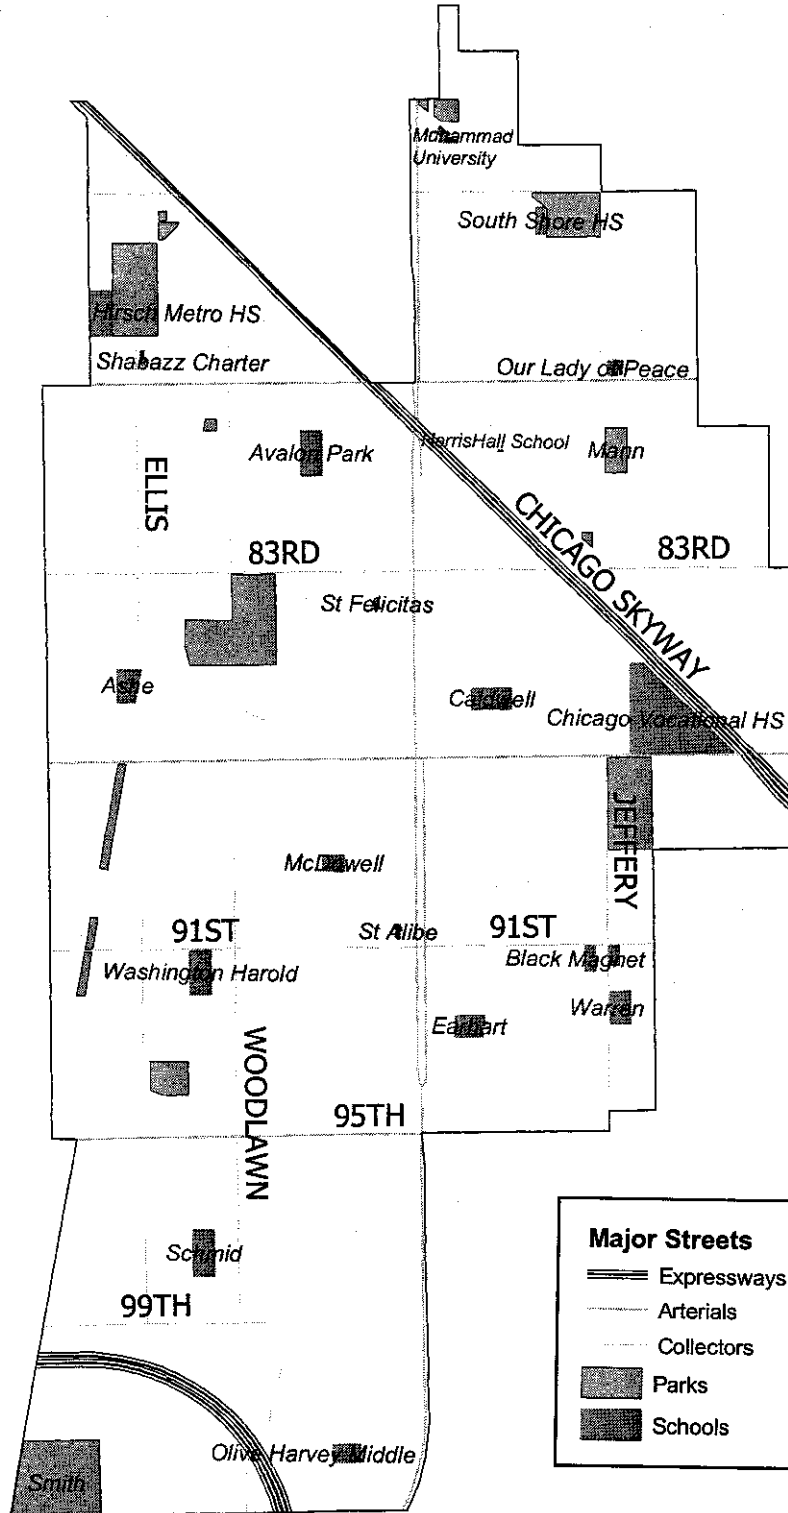 Muhammad
University
South Shore HS
Hirsch Metro HS
Shabazz Charter
Our Lady of Peace
Avalon Park
HarrisHall School
Mann
ELLIS
CHICAGO SKYWAY
83RD
83RD
St Felicitas
Ashe
Caldwell
Chicago Vocational HS
JEFFERY
McDowell
91ST
St Ailbe
91ST
Washington Harold
Black Magnet
Warren
Earhart
WOODLAWN
95TH
Schmid
99TH
Olive Harvey Middle
Smith
Major Streets
Expressways
Arterials
Collectors
Parks
Schools